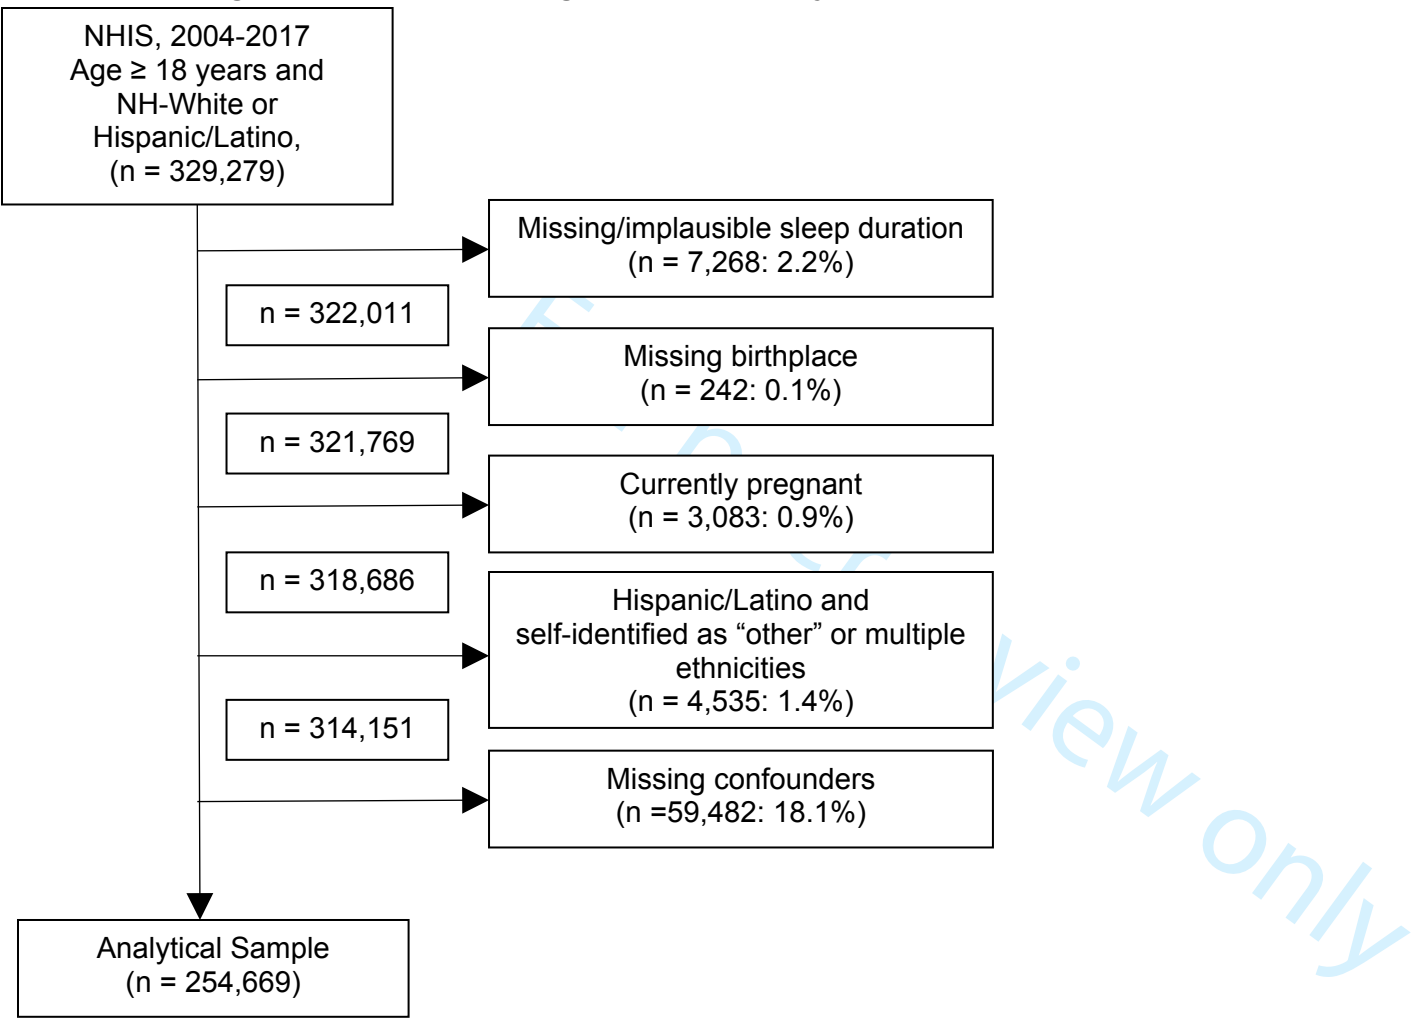 NHIS, 2004-2017
Age ≥ 18 years and
NH-White or
Hispanic/Latino,
(n = 329,279)
Missing/implausible sleep duration
(n = 7,268: 2.2%)
n = 322,011
Missing birthplace
(n = 242: 0.1%)
n = 321,769
Currently pregnant
(n = 3,083: 0.9%)
n = 318,686
Hispanic/Latino and
self-identified as “other” or multiple
ethnicities
(n = 4,535: 1.4%)
n = 314,151
Missing confounders
(n =59,482: 18.1%)
Analytical Sample
(n = 254,669)
view only